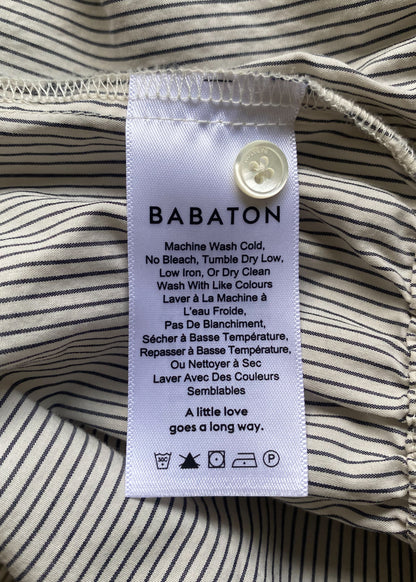 BABATON
Machine Wash Cold,
No Bleach, Tumble Dry Low,
Low Iron, Or Dry Clean
Wash With Like Colours
Laver à La Machine à
L'eau Froide,
Pas De Blanchiment,
Sécher à Basse Température,
Repasser à Basse Température,
Ou Nettoyer à Sec
Laver Avec Des Couleurs
Semblables
A little love
goes a long way.
30C P